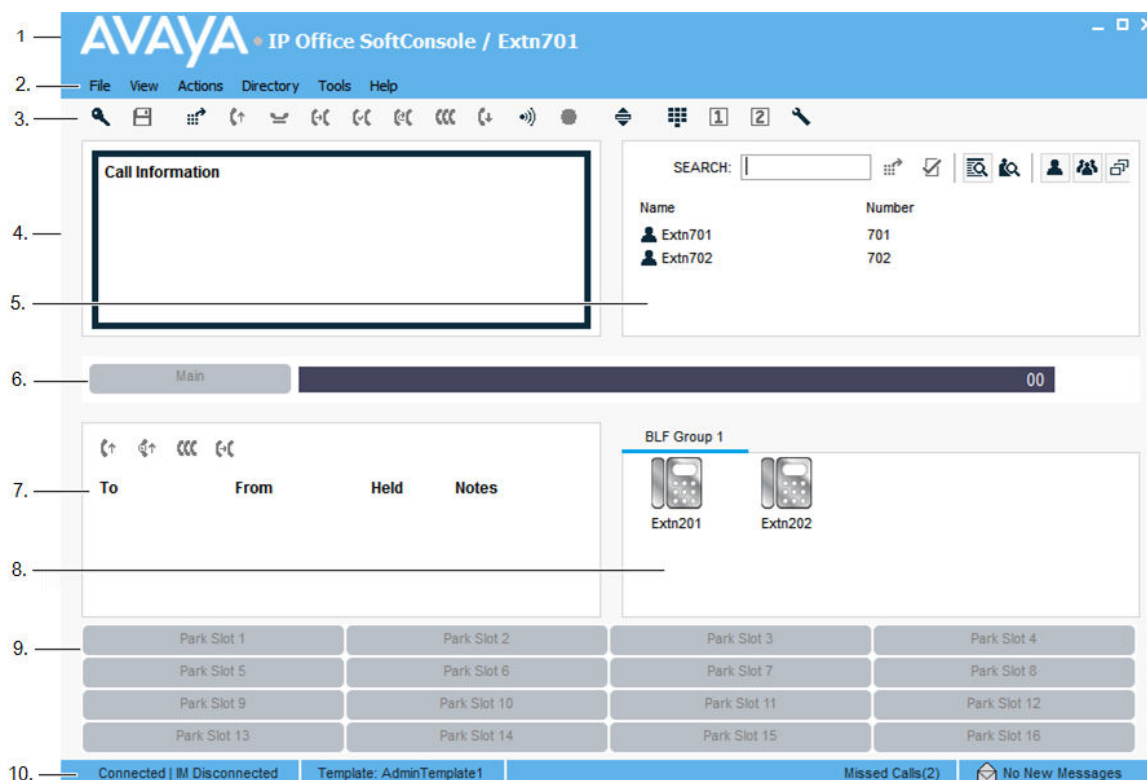 1
AVAYA IP Office SoftConsole / Extn701
2.
File View Actions Directory Tools Help
3.
1 2
Call Information
SEARCH:
Name Number
Extn701 701
Extn702 702
4.
5.
6.
Main 00
BLF Group 1
7.
To From Held Notes
Extn201 Extn202
8.
9.
Park Slot 1 Park Slot 2 Park Slot 3 Park Slot 4
Park Slot 5 Park Slot 6 Park Slot 7 Park Slot 8
Park Slot 9 Park Slot 10 Park Slot 11 Park Slot 12
Park Slot 13 Park Slot 14 Park Slot 15 Park Slot 16
10.
Connected | IM Disconnected Template: AdminTemplate1 Missed Calls(2) No New Messages